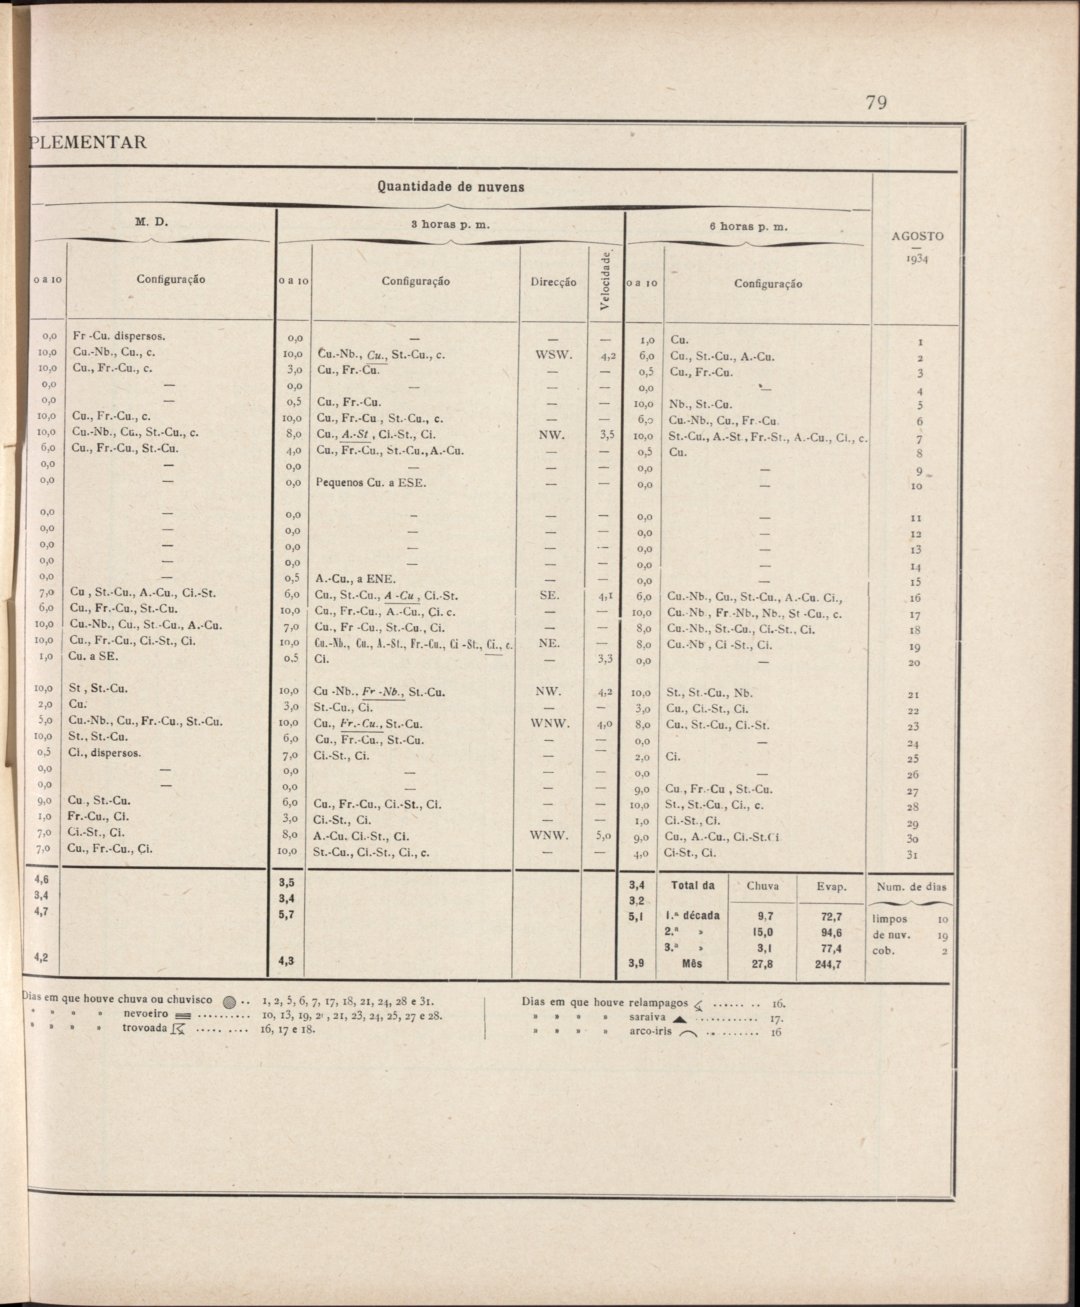 79
PLEMENTAR
Quantidade de nuvens
M. D. 3 horas p. m. 6 horas p. m. AGOSTO — 1934
0 a 10 Configuração 0 a 10 Configuração Direcção Velocidade 0 a 10 Configuração
0,0 Fr -Cu. dispersos. 0,0 — — — 1,0 Cu. 1
10,0 Cu.-Nb., Cu., c. 10,0 Cu.-Nb., Cu., St.-Cu., c. WSW. 4,2 6,0 Cu., St.-Cu., A.-Cu. 2
10,0 Cu., Fr.-Cu., c. 3,0 Cu., Fr.-Cu. — — 0,5 Cu., Fr.-Cu. 3
0,0 — 0,0 — — — 0,0 — 4
0,0 — 0,5 Cu., Fr.-Cu. — — 10,0 Nb., St.-Cu. 5
10,0 Cu., Fr.-Cu., c. 10,0 Cu., Fr.-Cu , St.-Cu., c. — — 6,0 Cu.-Nb., Cu., Fr -Cu. 6
10,0 Cu.-Nb., Cu., St.-Cu., c. 8,0 Cu., A.-St , Ci.-St., Ci. NW. 3,5 10,0 St.-Cu., A.-St , Fr.-St., A.-Cu., Ci., c. 7
6,0 Cu., Fr.-Cu., St.-Cu. 4,0 Cu., Fr.-Cu., St.-Cu., A.-Cu. — — 0,5 Cu. 8
0,0 — 0,0 — — — 0,0 — 9
0,0 — 0,0 Pequenos Cu. a ESE. — — 0,0 — 10
0,0 — 0,0 — — — 0,0 — 11
0,0 — 0,0 — — — 0,0 — 12
0,0 — 0,0 — — — 0,0 — 13
0,0 — 0,0 — — — 0,0 — 14
0,0 — 0,5 A.-Cu., a ENE. — — 0,0 — 15
7,0 Cu , St.-Cu., A.-Cu., Ci.-St. 6,0 Cu., St.-Cu., A -Cu , Ci.-St. SE. 4,1 6,0 Cu.-Nb., Cu., St.-Cu., A.-Cu. Ci., 16
6,0 Cu., Fr.-Cu., St.-Cu. 10,0 Cu., Fr.-Cu., A.-Cu., Ci. c. — — 10,0 Cu.-Nb , Fr.-Nb., Nb., St -Cu., c. 17
10,0 Cu.-Nb., Cu., St.-Cu., A.-Cu. 7,0 Cu., Fr -Cu., St.-Cu., Ci. — — 8,0 Cu.-Nb., St.-Cu., Ci.-St., Ci. 18
10,0 Cu., Fr.-Cu., Ci.-St., Ci. 10,0 Cu.-Nb., Cu., A.-St., Fr.-Cu., Ci -St., Ci., c. NE. 8,0 Cu.-Nb , Ci -St., Ci. 19
1,0 Cu. a SE. 0,5 Ci. — 3,3 0,0 — 20
10,0 St , St.-Cu. 10,0 Cu -Nb., Fr -Nb., St.-Cu. NW. 4,2 10,0 St., St.-Cu., Nb. 21
2,0 Cu. 3,0 St.-Cu., Ci. — — 3,0 Cu., Ci.-St., Ci. 22
5,0 Cu.-Nb., Cu., Fr.-Cu., St.-Cu. 10,0 Cu., Fr.-Cu., St.-Cu. WNW. 4,0 8,0 Cu., St.-Cu., Ci.-St. 23
10,0 St., St.-Cu. 6,0 Cu., Fr.-Cu., St.-Cu. — — 0,0 — 24
0,5 Ci., dispersos. 7,0 Ci.-St., Ci. — — 2,0 Ci. 25
0,0 — 0,0 — — — 0,0 — 26
0,0 — 0,0 — — — 9,0 Cu., Fr.-Cu , St.-Cu. 27
9,0 Cu., St.-Cu. 6,0 Cu., Fr.-Cu., Ci.-St., Ci. — — 10,0 St., St.-Cu., Ci., c. 28
1,0 Fr.-Cu., Ci. 3,0 Ci.-St., Ci. — — 1,0 Ci.-St., Ci. 29
7,0 Ci.-St., Ci. 8,0 A.-Cu. Ci.-St., Ci. WNW. 5,0 9,0 Cu., A.-Cu., Ci.-St. Ci 30
7,0 Cu., Fr.-Cu., Ci. 10,0 St.-Cu., Ci.-St., Ci., c. — — 4,0 Ci-St., Ci. 31
4,6 3,5 3,4 Total da Chuva Evap. Num. de dias
3,4 3,4 3,2
4,7 5,7 5,1 1.ª década 9,7 72,7 limpos 10
2.ª » 15,0 94,6 de nuv. 19
3.ª » 3,1 77,4 cob. 2
4,2 4,3 3,9 Mês 27,8 244,7
Dias em que houve chuva ou chuvisco .. 1, 2, 5, 6, 7, 17, 18, 21, 24, 28 e 31.
» » » » nevoeiro .......... 10, 13, 19, 21, 23, 24, 25, 27 e 28.
» » » » trovoada .......... 16, 17 e 18.
Dias em que houve relampagos ........ 16.
» » » » saraiva ............ 17.
» » » » arco-iris .......... 16